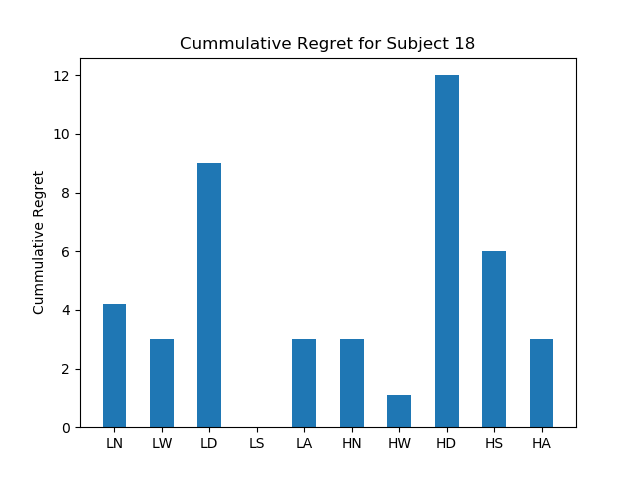 Cummulative Regret for Subject 18
Cummulative Regret
12
10
8
6
4
2
0
LN LW LD LS LA HN HW HD HS HA